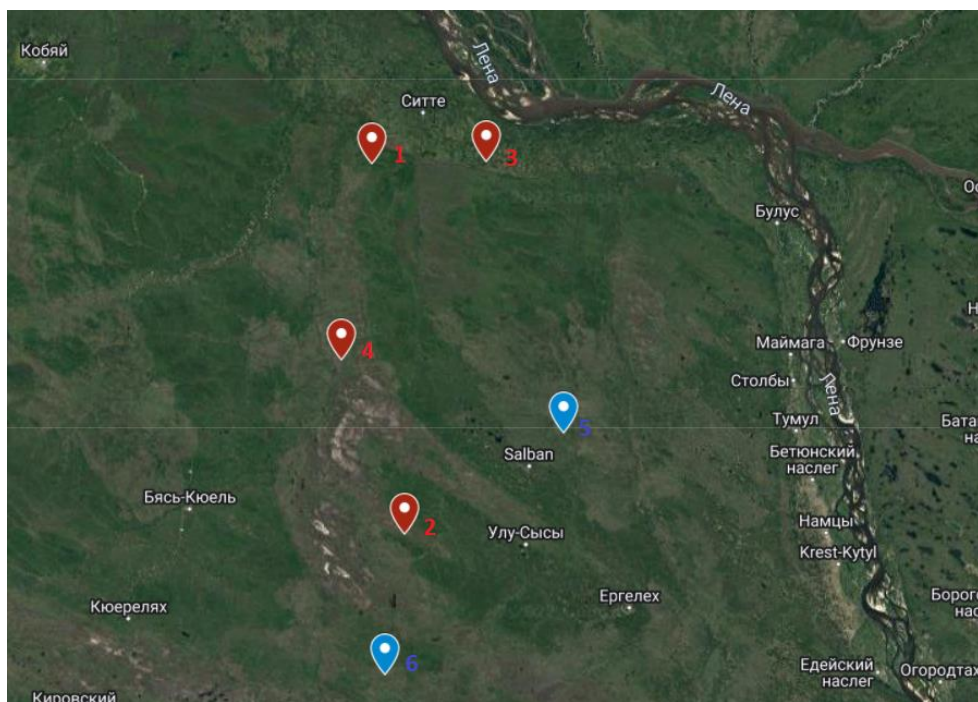 Кобяй
Лена
Ситте
Лена
1
3
Булус
4
Маймага
Фрунзе
Столбы
Лена
5
Тумул
Salban
Бетюнский
наслег
Бясь-Кюель
2
Улу-Сысы
Намцы
Krest-Kytyl
Кюерелях
Ергелех
6
Едейский
наслег
Кировский